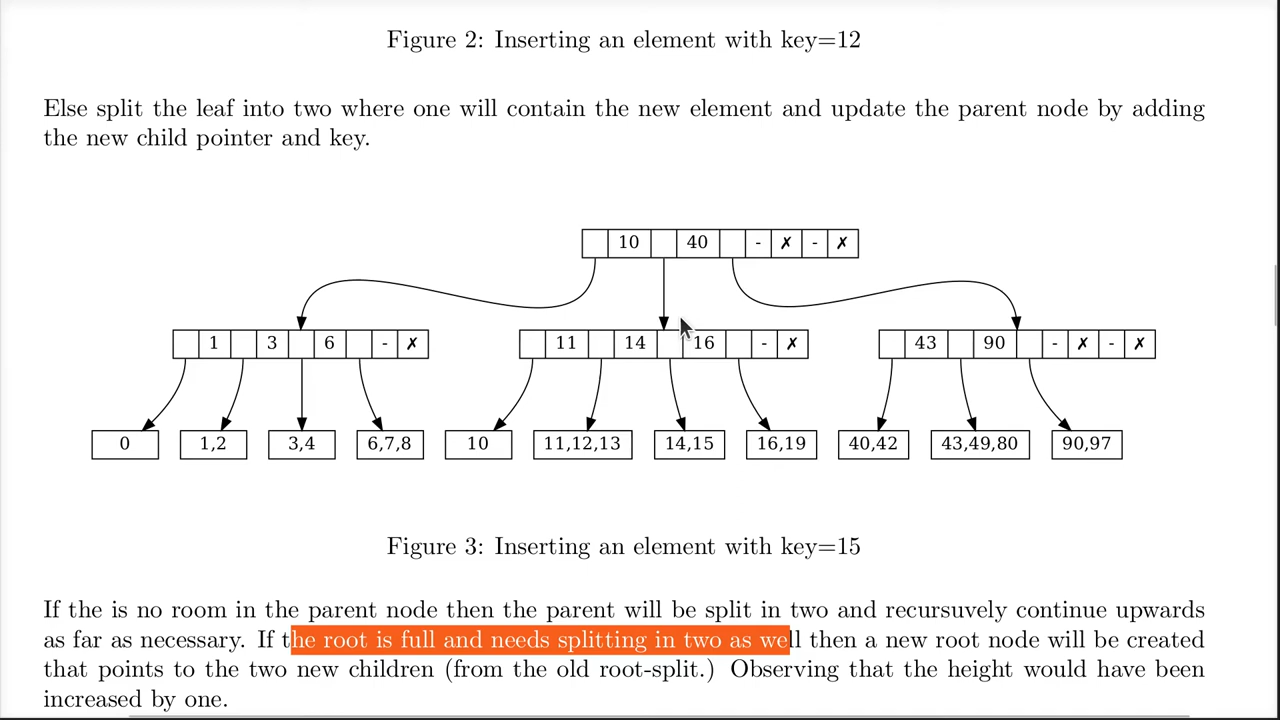 Figure 2: Inserting an element with key=12
Else split the leaf into two where one will contain the new element and update the parent node by adding
the new child pointer and key.
10 40 - ✗ - ✗
1 3 6 - ✗
11 14 16 - ✗
43 90 - ✗ - ✗
0
1,2
3,4
6,7,8
10
11,12,13
14,15
16,19
40,42
43,49,80
90,97
Figure 3: Inserting an element with key=15
If the is no room in the parent node then the parent will be split in two and recursuvely continue upwards
as far as necessary. If the root is full and needs splitting in two as well then a new root node will be created
that points to the two new children (from the old root-split.) Observing that the height would have been
increased by one.